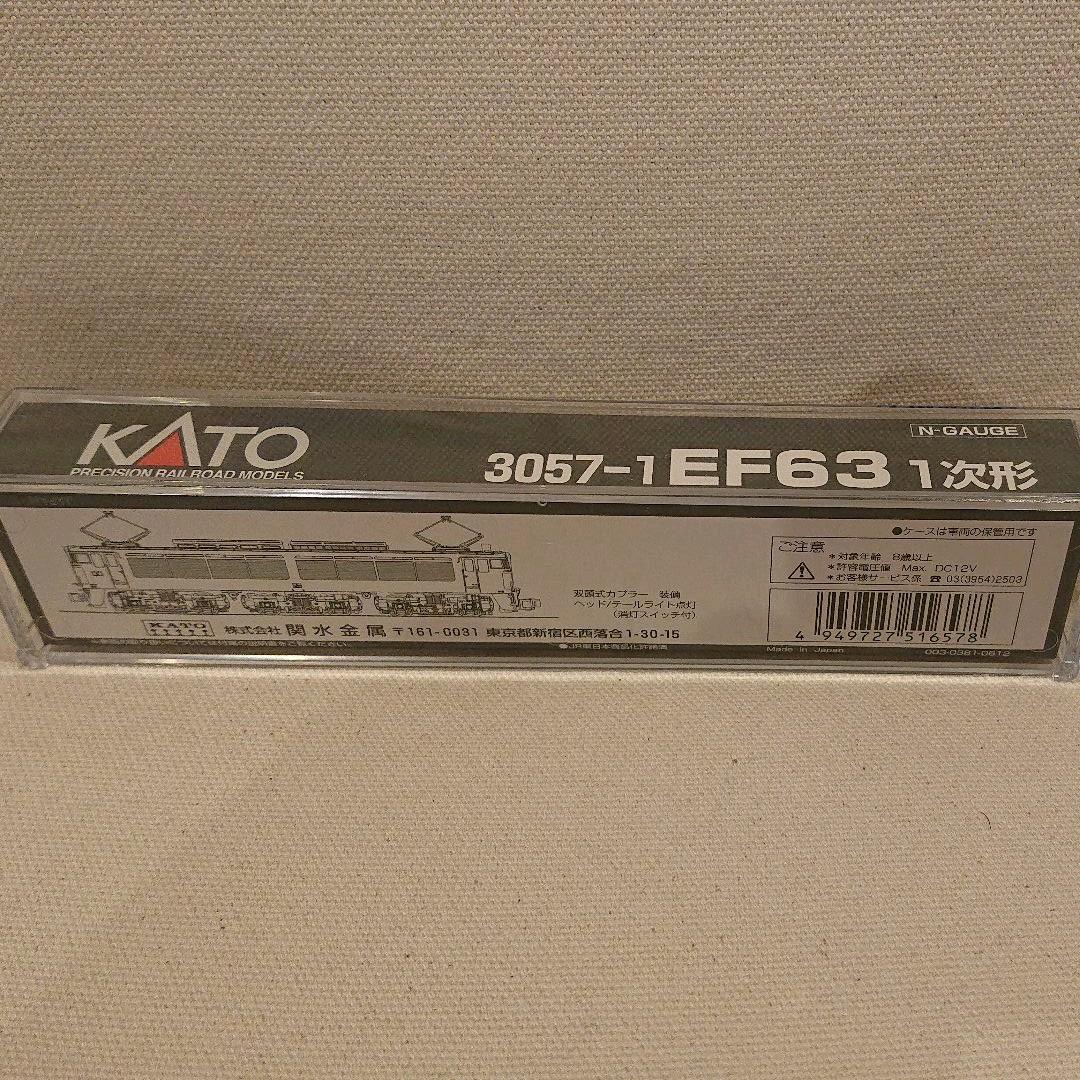 KATO
PRECISION RAILROAD MODELS
N-GAUGE
3057-1 EF63 1次形
●ケースは車両の保管用です
ご注意
*対象年齢 8歳以上
*許容電圧値 Max. DC12V
*お客様サービス係 ☎ 03(3954)2503
双頭式カプラー 装備
ヘッド/テールライト点灯
(消灯スイッチ付)
KATO
株式会社 関水金属 〒161-0031 東京都新宿区西落合1-30-15
4 949727 516578
●JR東日本商品化許諾済
Made in Japan
003-0381-0612